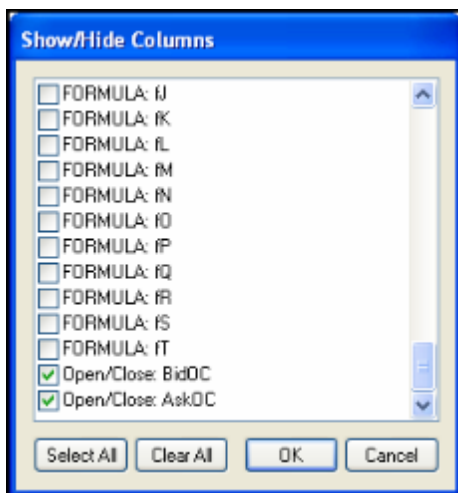 Show/Hide Columns
FORMULA: fJ
FORMULA: fK
FORMULA: fL
FORMULA: fM
FORMULA: fN
FORMULA: fO
FORMULA: fP
FORMULA: fQ
FORMULA: fR
FORMULA: fS
FORMULA: fT
Open/Close: BidOC
Open/Close: AskOC
Select All Clear All OK Cancel